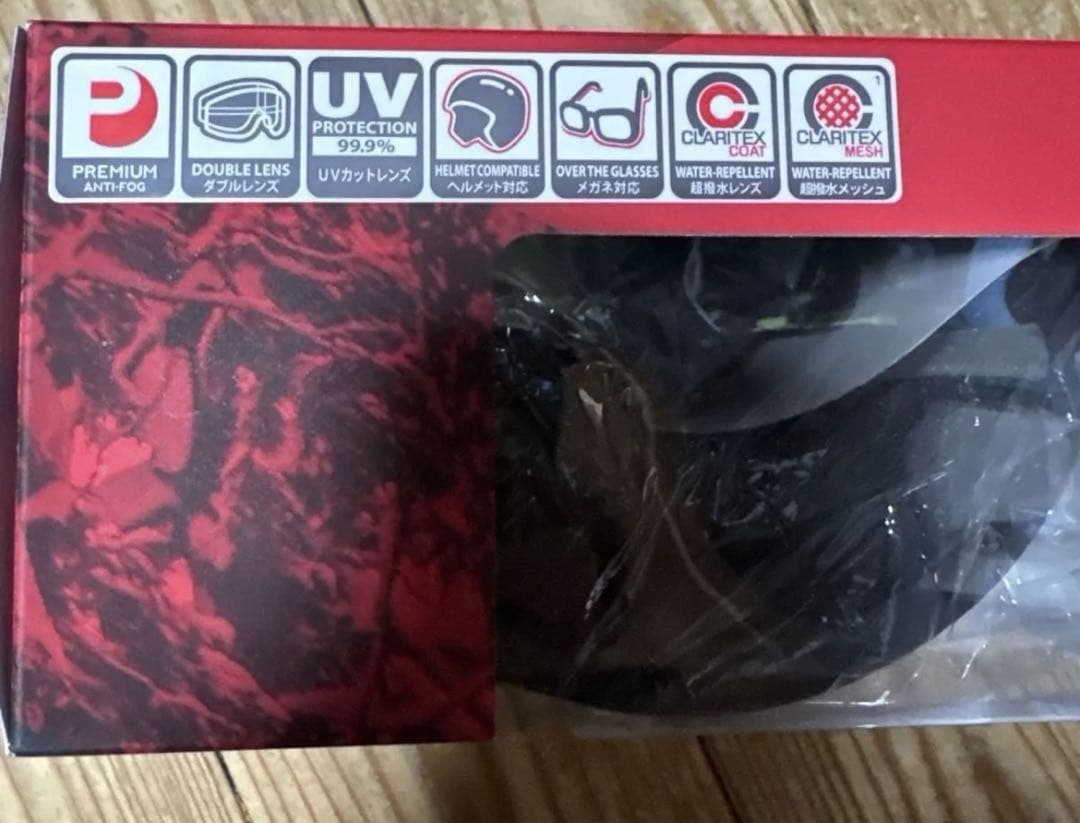 P
PREMIUM
ANTI-FOG
DOUBLE LENS
ダブルレンズ
UV
PROTECTION
99.9%
UVカットレンズ
HELMET COMPATIBLE
ヘルメット対応
OVER THE GLASSES
メガネ対応
CLARITEX
COAT
WATER-REPELLENT
超撥水レンズ
1
CLARITEX
MESH
WATER-REPELLENT
超撥水メッシュ